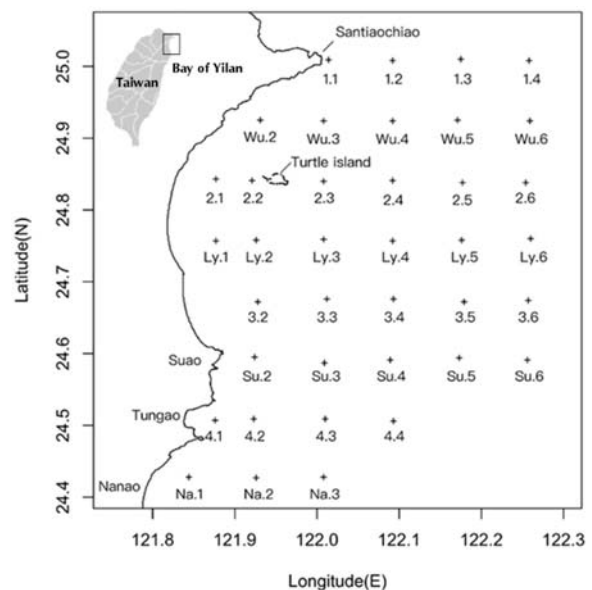 Santiaochiao
Bay of Yilan
Taiwan
1.1 1.2 1.3 1.4
Wu.2 Wu.3 Wu.4 Wu.5 Wu.6
Turtle island
2.1 2.2 2.3 2.4 2.5 2.6
Ly.1 Ly.2 Ly.3 Ly.4 Ly.5 Ly.6
3.2 3.3 3.4 3.5 3.6
Suao
Su.2 Su.3 Su.4 Su.5 Su.6
Tungao
4.1 4.2 4.3 4.4
Nanao
Na.1 Na.2 Na.3
Latitude(N)
25.0
24.9
24.8
24.7
24.6
24.5
24.4
121.8 121.9 122.0 122.1 122.2 122.3
Longitude(E)